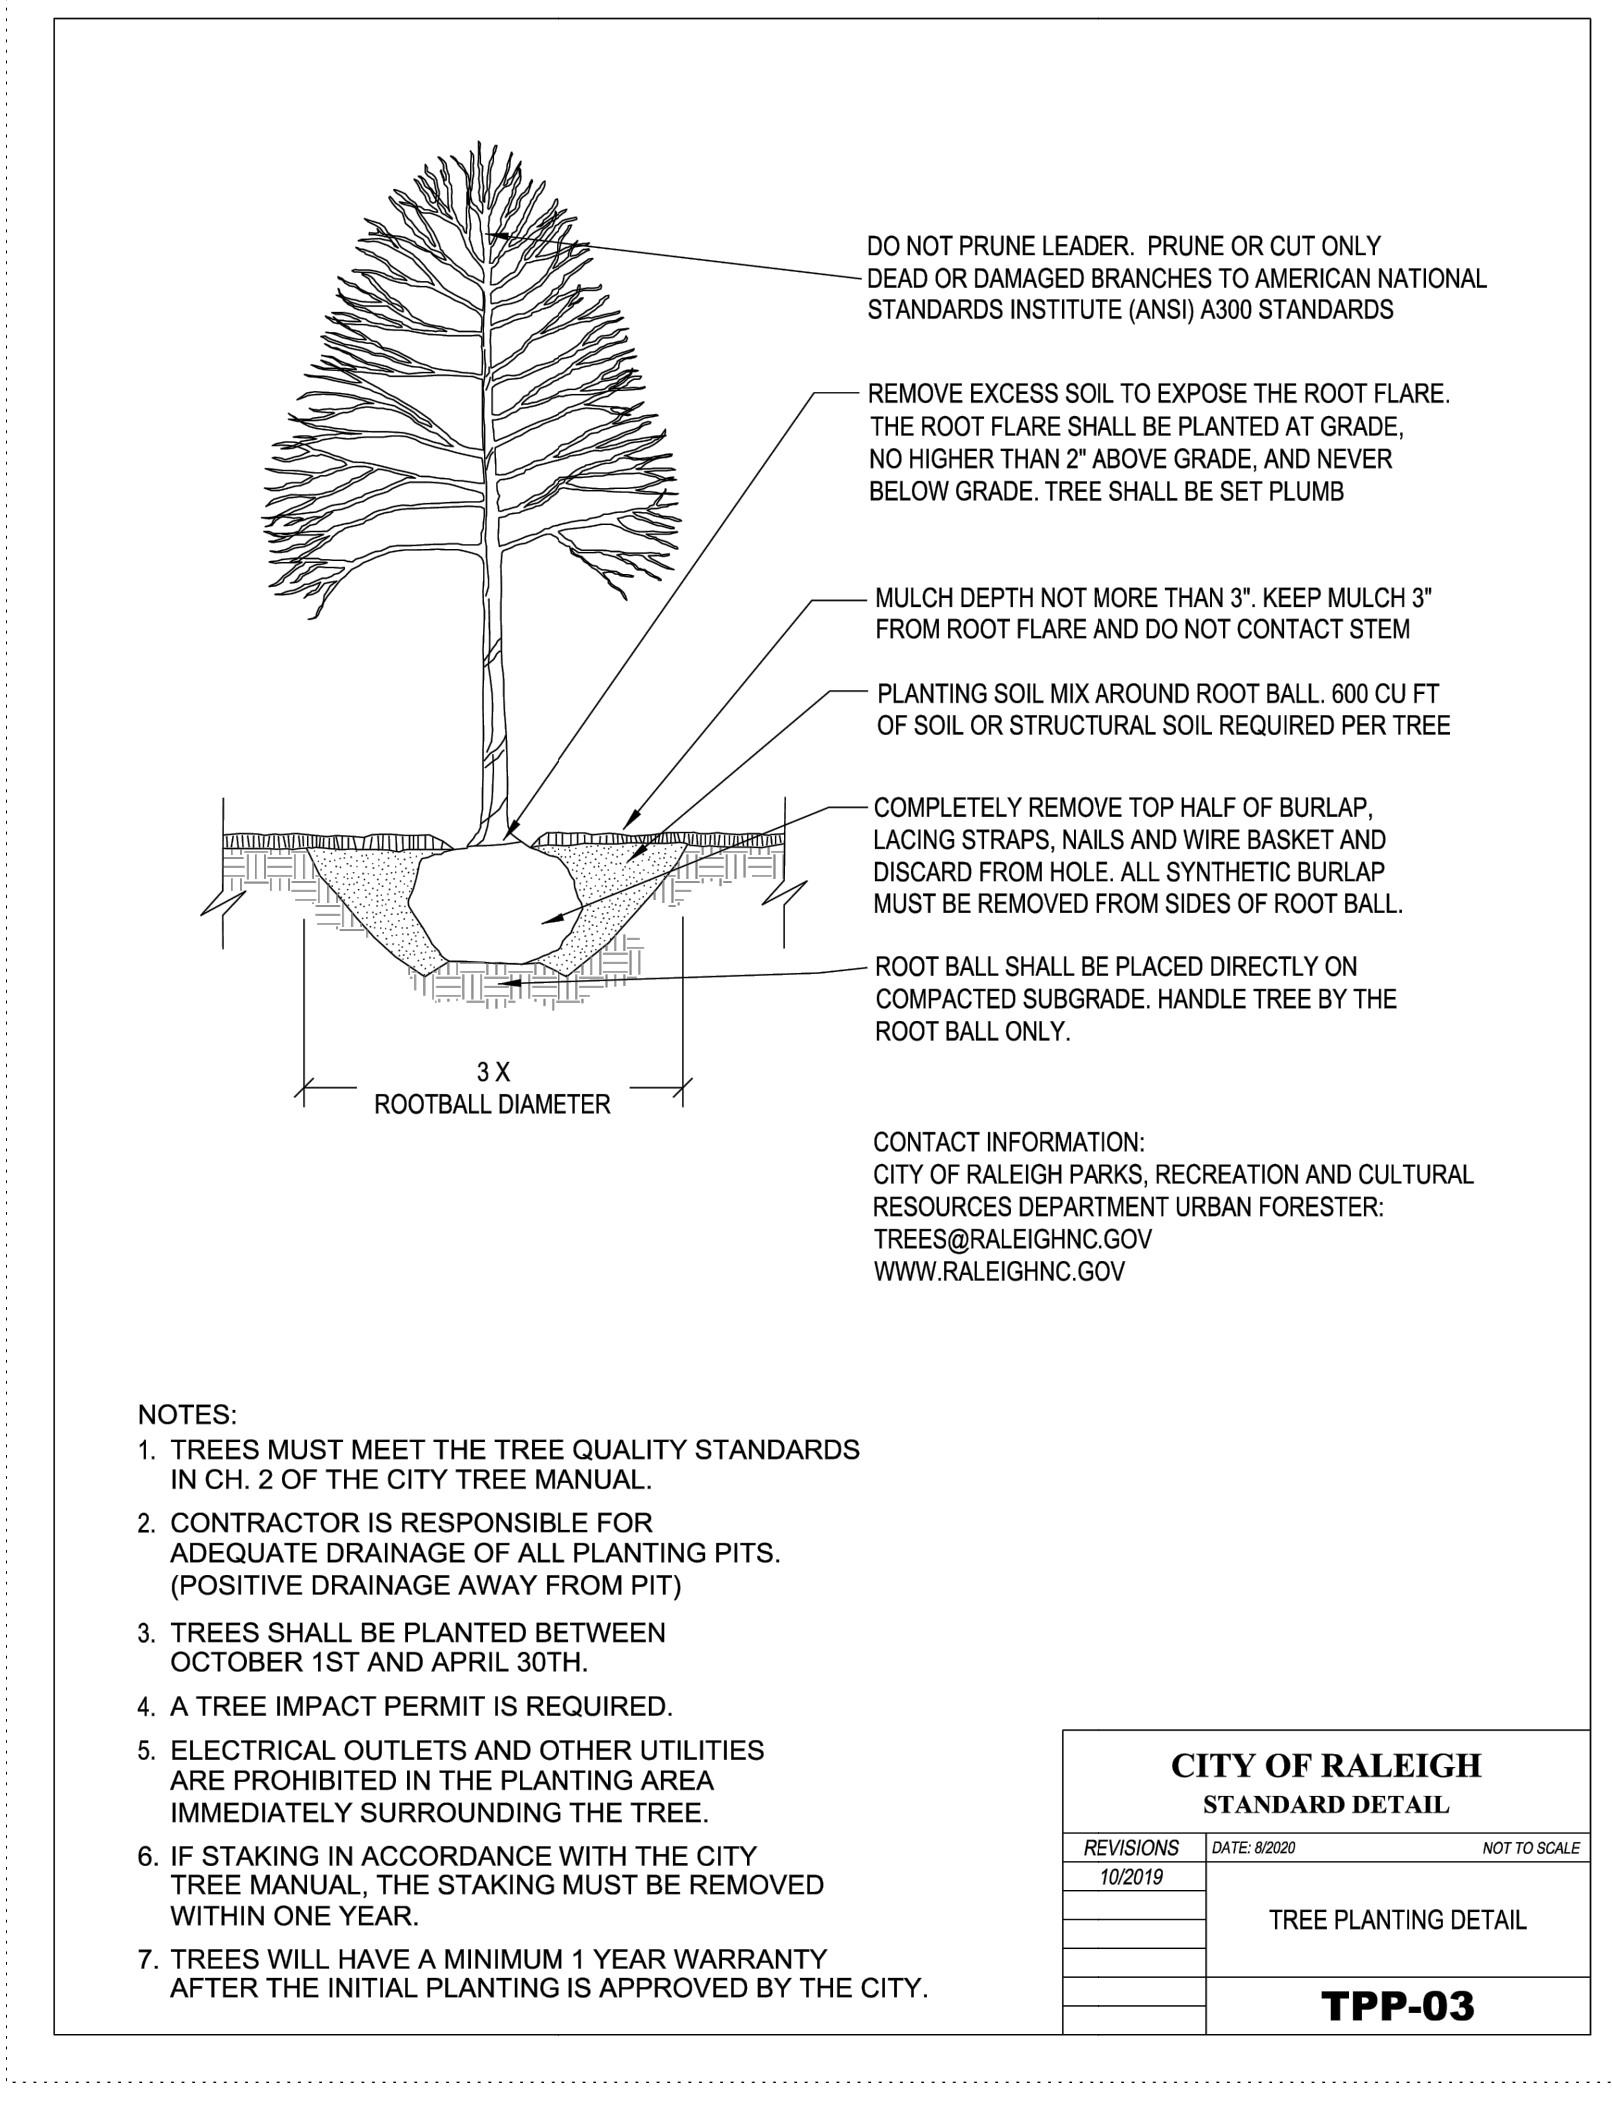 DO NOT PRUNE LEADER. PRUNE OR CUT ONLY
DEAD OR DAMAGED BRANCHES TO AMERICAN NATIONAL
STANDARDS INSTITUTE (ANSI) A300 STANDARDS
REMOVE EXCESS SOIL TO EXPOSE THE ROOT FLARE.
THE ROOT FLARE SHALL BE PLANTED AT GRADE,
NO HIGHER THAN 2" ABOVE GRADE, AND NEVER
BELOW GRADE. TREE SHALL BE SET PLUMB
MULCH DEPTH NOT MORE THAN 3". KEEP MULCH 3"
FROM ROOT FLARE AND DO NOT CONTACT STEM
PLANTING SOIL MIX AROUND ROOT BALL. 600 CU FT
OF SOIL OR STRUCTURAL SOIL REQUIRED PER TREE
COMPLETELY REMOVE TOP HALF OF BURLAP,
LACING STRAPS, NAILS AND WIRE BASKET AND
DISCARD FROM HOLE. ALL SYNTHETIC BURLAP
MUST BE REMOVED FROM SIDES OF ROOT BALL.
ROOT BALL SHALL BE PLACED DIRECTLY ON
COMPACTED SUBGRADE. HANDLE TREE BY THE
ROOT BALL ONLY.
3 X
ROOTBALL DIAMETER
CONTACT INFORMATION:
CITY OF RALEIGH PARKS, RECREATION AND CULTURAL
RESOURCES DEPARTMENT URBAN FORESTER:
TREES@RALEIGHNC.GOV
WWW.RALEIGHNC.GOV
NOTES:
1. TREES MUST MEET THE TREE QUALITY STANDARDS
IN CH. 2 OF THE CITY TREE MANUAL.
2. CONTRACTOR IS RESPONSIBLE FOR
ADEQUATE DRAINAGE OF ALL PLANTING PITS.
(POSITIVE DRAINAGE AWAY FROM PIT)
3. TREES SHALL BE PLANTED BETWEEN
OCTOBER 1ST AND APRIL 30TH.
4. A TREE IMPACT PERMIT IS REQUIRED.
5. ELECTRICAL OUTLETS AND OTHER UTILITIES
ARE PROHIBITED IN THE PLANTING AREA
IMMEDIATELY SURROUNDING THE TREE.
6. IF STAKING IN ACCORDANCE WITH THE CITY
TREE MANUAL, THE STAKING MUST BE REMOVED
WITHIN ONE YEAR.
7. TREES WILL HAVE A MINIMUM 1 YEAR WARRANTY
AFTER THE INITIAL PLANTING IS APPROVED BY THE CITY.
CITY OF RALEIGH
STANDARD DETAIL
REVISIONS
DATE: 8/2020
NOT TO SCALE
10/2019
TREE PLANTING DETAIL
TPP-03